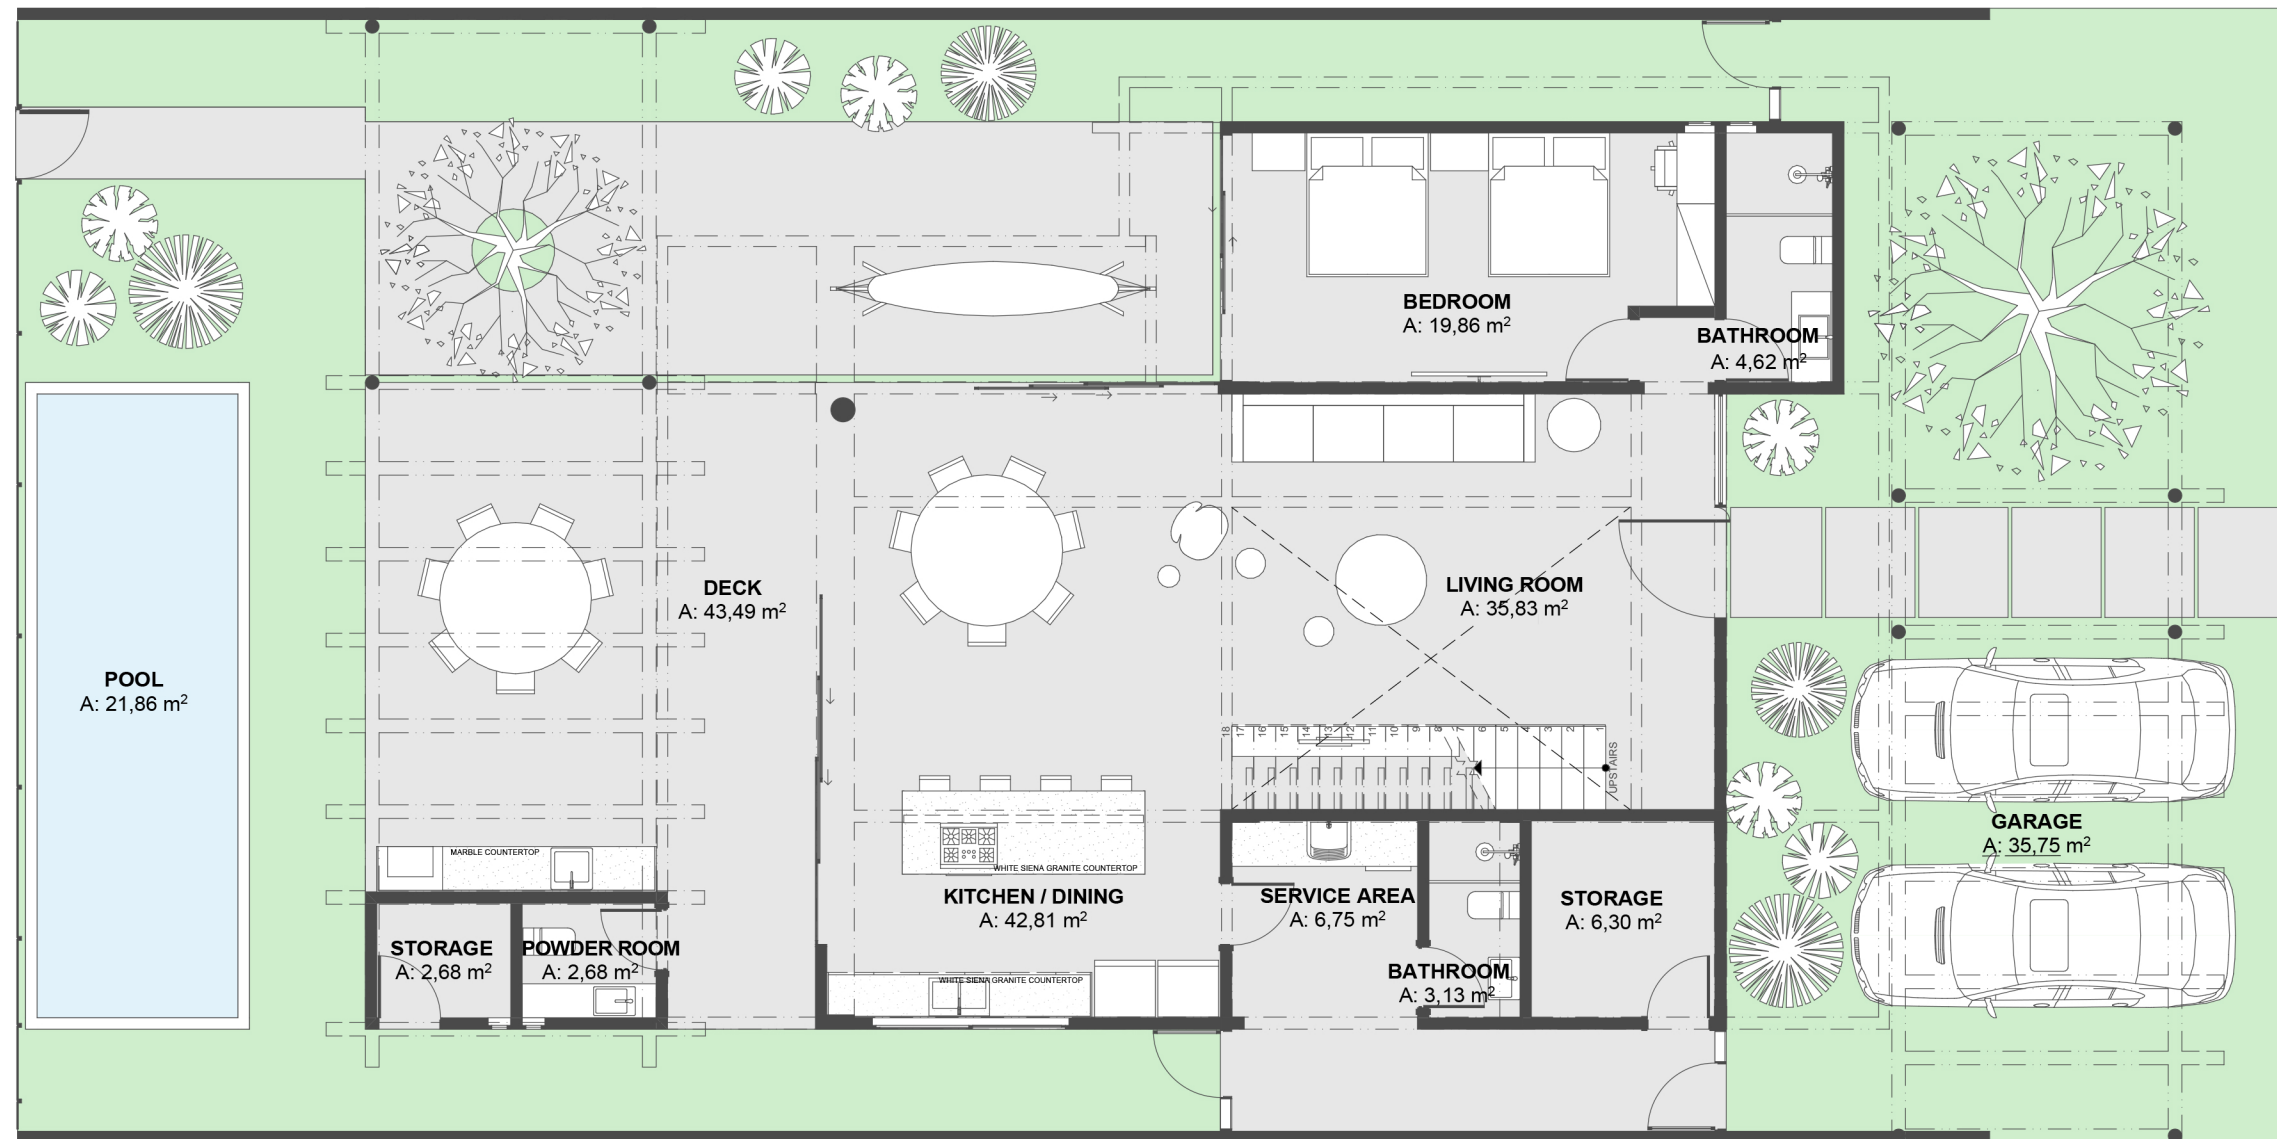 BEDROOM
A: 19,86 m²
BATHROOM
A: 4,62 m²
DECK
A: 43,49 m²
LIVING ROOM
A: 35,83 m²
POOL
A: 21,86 m²
18 17 16 15 14 13 12 11 10 9 8 7 6 5 4 3 2 1
UPSTAIRS
GARAGE
A: 35,75 m²
MARBLE COUNTERTOP
WHITE SIENA GRANITE COUNTERTOP
KITCHEN / DINING
A: 42,81 m²
SERVICE AREA
A: 6,75 m²
STORAGE
A: 6,30 m²
STORAGE
A: 2,68 m²
POWDER ROOM
A: 2,68 m²
WHITE SIENA GRANITE COUNTERTOP
BATHROOM
A: 3,13 m²